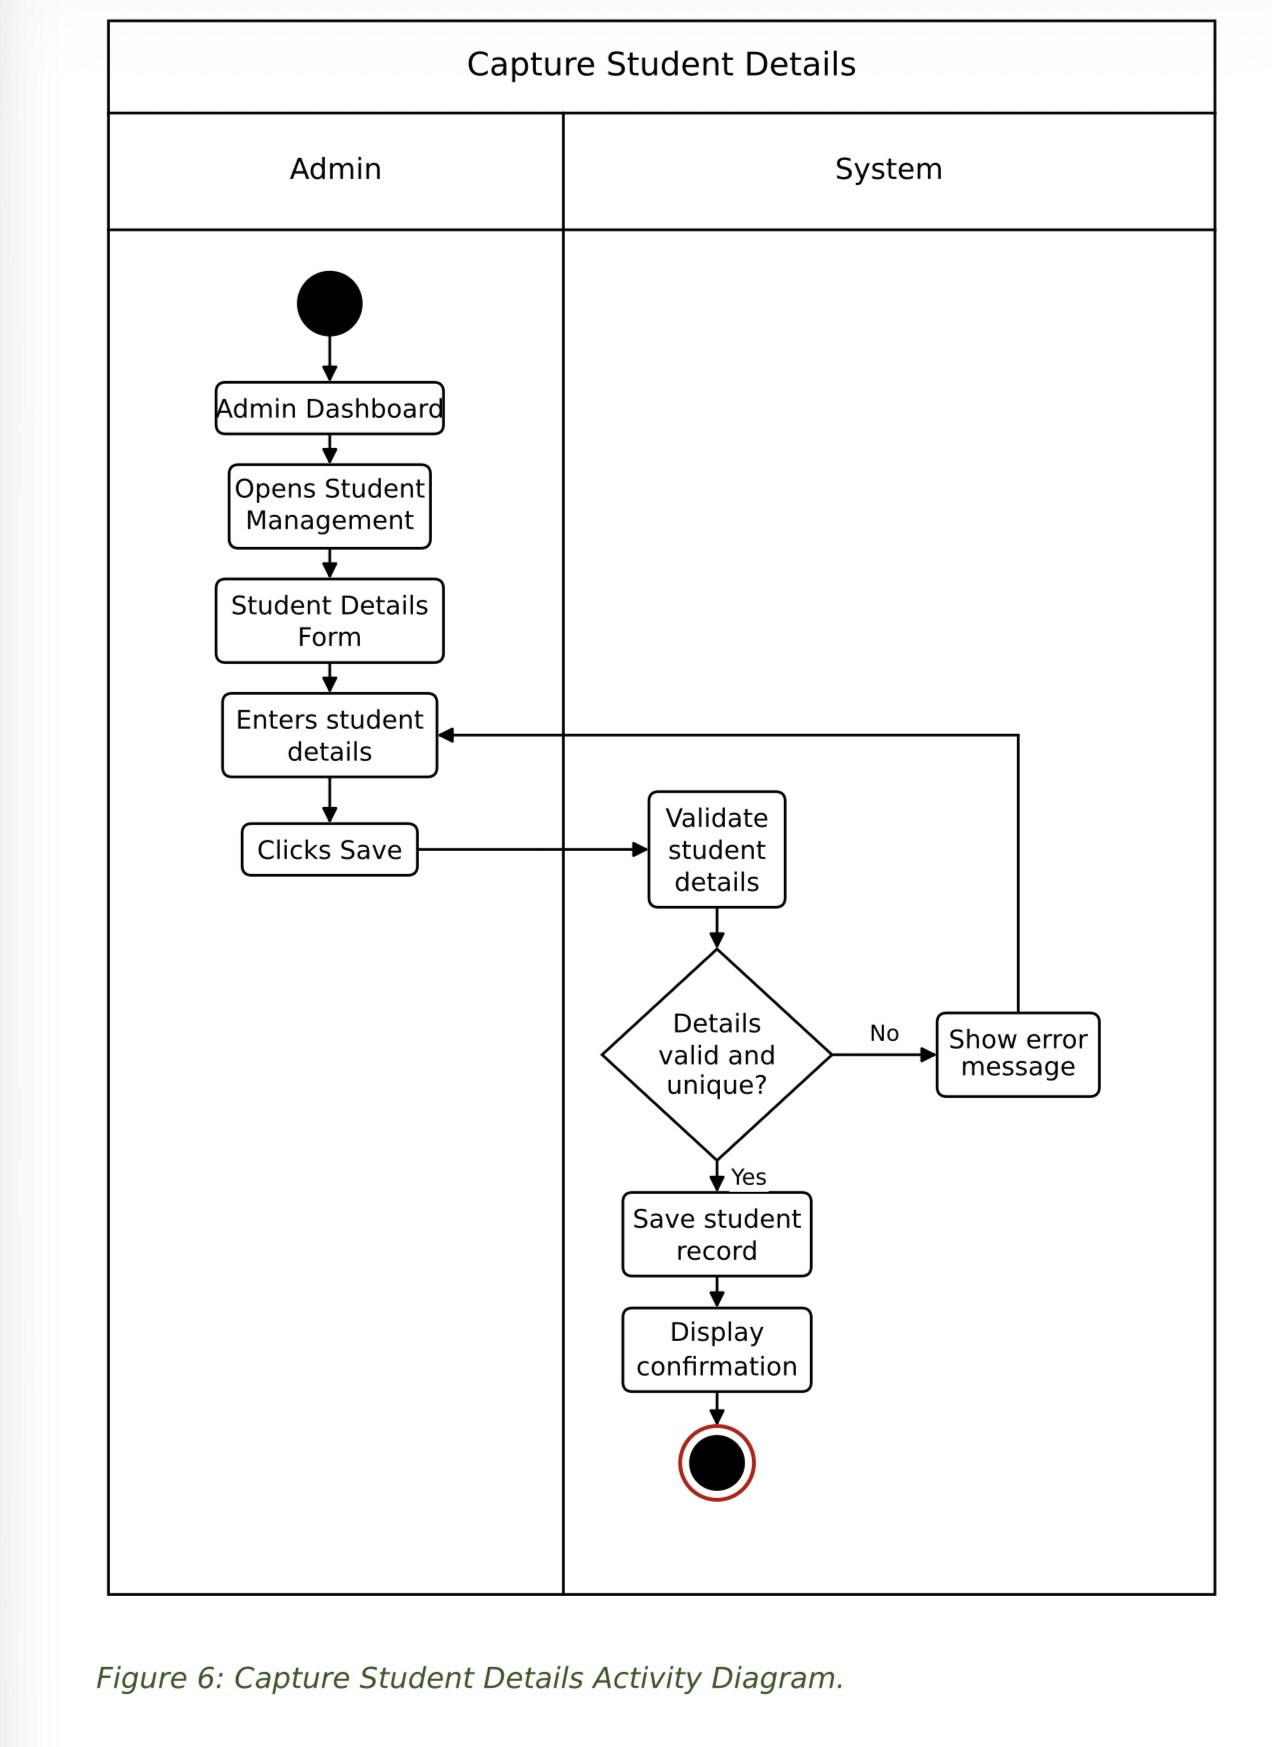 Capture Student Details
Admin
System
Admin Dashboard
Opens Student
Management
Student Details
Form
Enters student
details
Clicks Save
Validate
student
details
Details
valid and
unique?
No
Show error
message
Yes
Save student
record
Display
confirmation
Figure 6: Capture Student Details Activity Diagram.